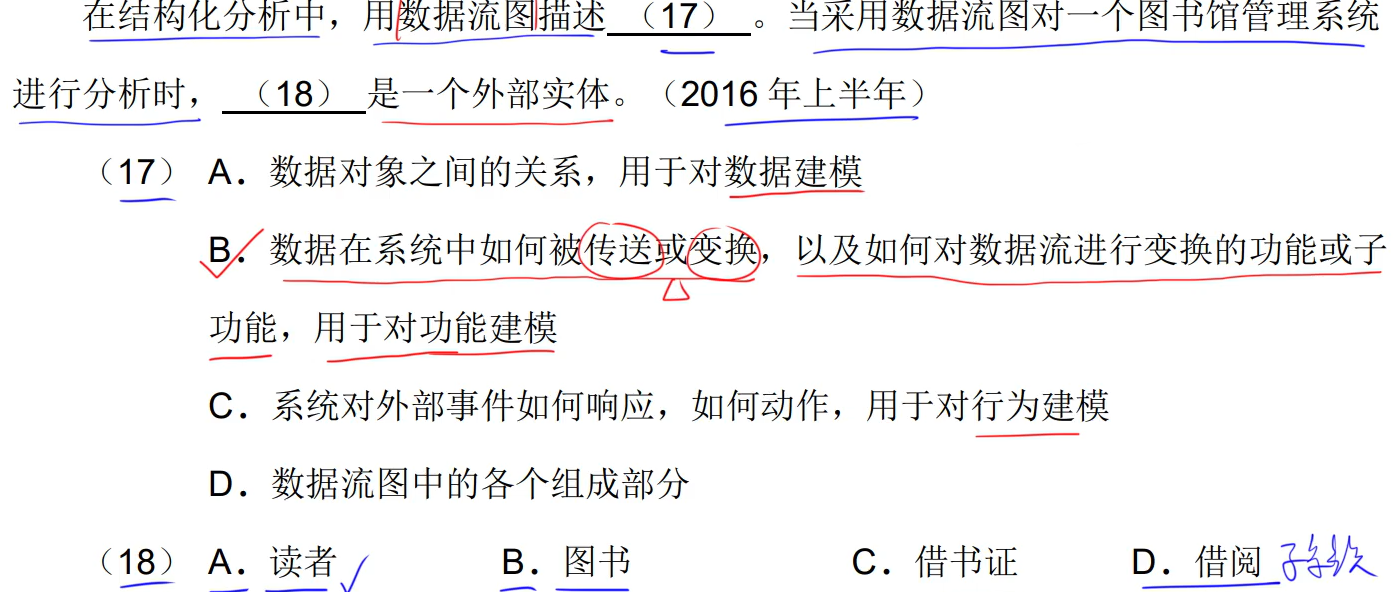 在结构化分析中，用数据流图描述 （17） 。当采用数据流图对一个图书馆管理系统
进行分析时， （18） 是一个外部实体。（2016 年上半年）
（17） A．数据对象之间的关系，用于对数据建模
B．数据在系统中如何被传送或变换，以及如何对数据流进行变换的功能或子
功能，用于对功能建模
C．系统对外部事件如何响应，如何动作，用于对行为建模
D．数据流图中的各个组成部分
（18） A．读者 B．图书 C．借书证 D．借阅